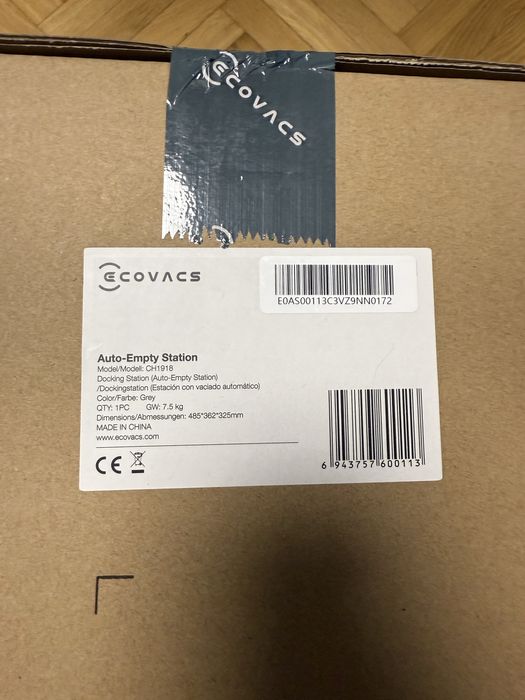 ECOVACS
ECOVACS
E0AS00113C3VZ9NN0172
Auto-Empty Station
Model/Modell: CH1918
Docking Station (Auto-Empty Station)
/Dockingstation (Estación con vaciado automático)
Color/Farbe: Grey
QTY: 1PC GW: 7.5 kg
Dimensions/Abmessungen: 485*362*325mm
MADE IN CHINA
www.ecovacs.com
CE
6 943757 600113